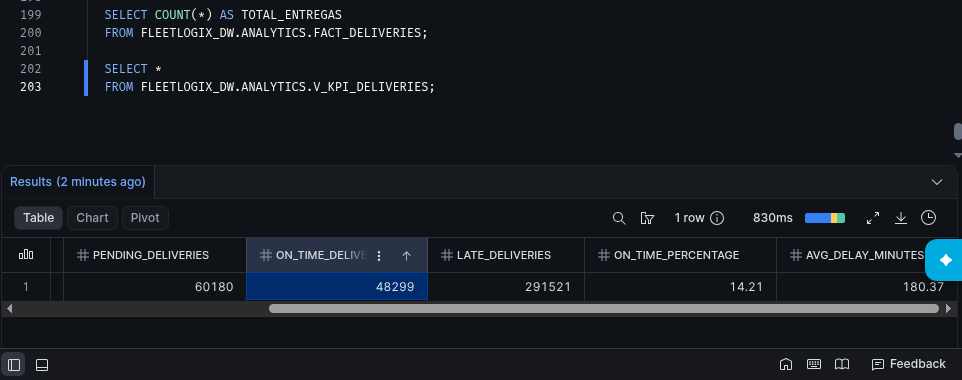 199 SELECT COUNT(*) AS TOTAL_ENTREGAS
200 FROM FLEETLOGIX_DW.ANALYTICS.FACT_DELIVERIES;
201
202 SELECT *
203 FROM FLEETLOGIX_DW.ANALYTICS.V_KPI_DELIVERIES;
Results (2 minutes ago)
Table Chart Pivot 1 row 830ms
PENDING_DELIVERIES ON_TIME_DELIVE LATE_DELIVERIES ON_TIME_PERCENTAGE AVG_DELAY_MINUTES
1 60180 48299 291521 14.21 180.37
Feedback